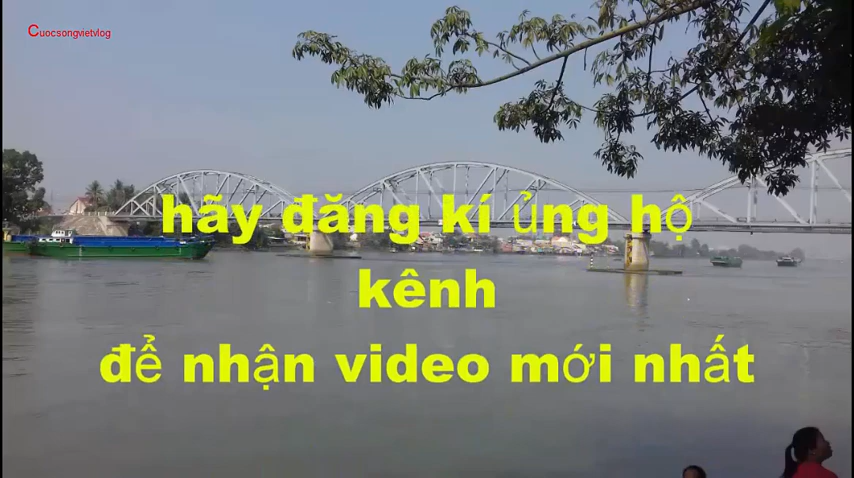 Cuocsongvietvlog
hãy đăng kí ủng hộ
kênh
để nhận video mới nhất